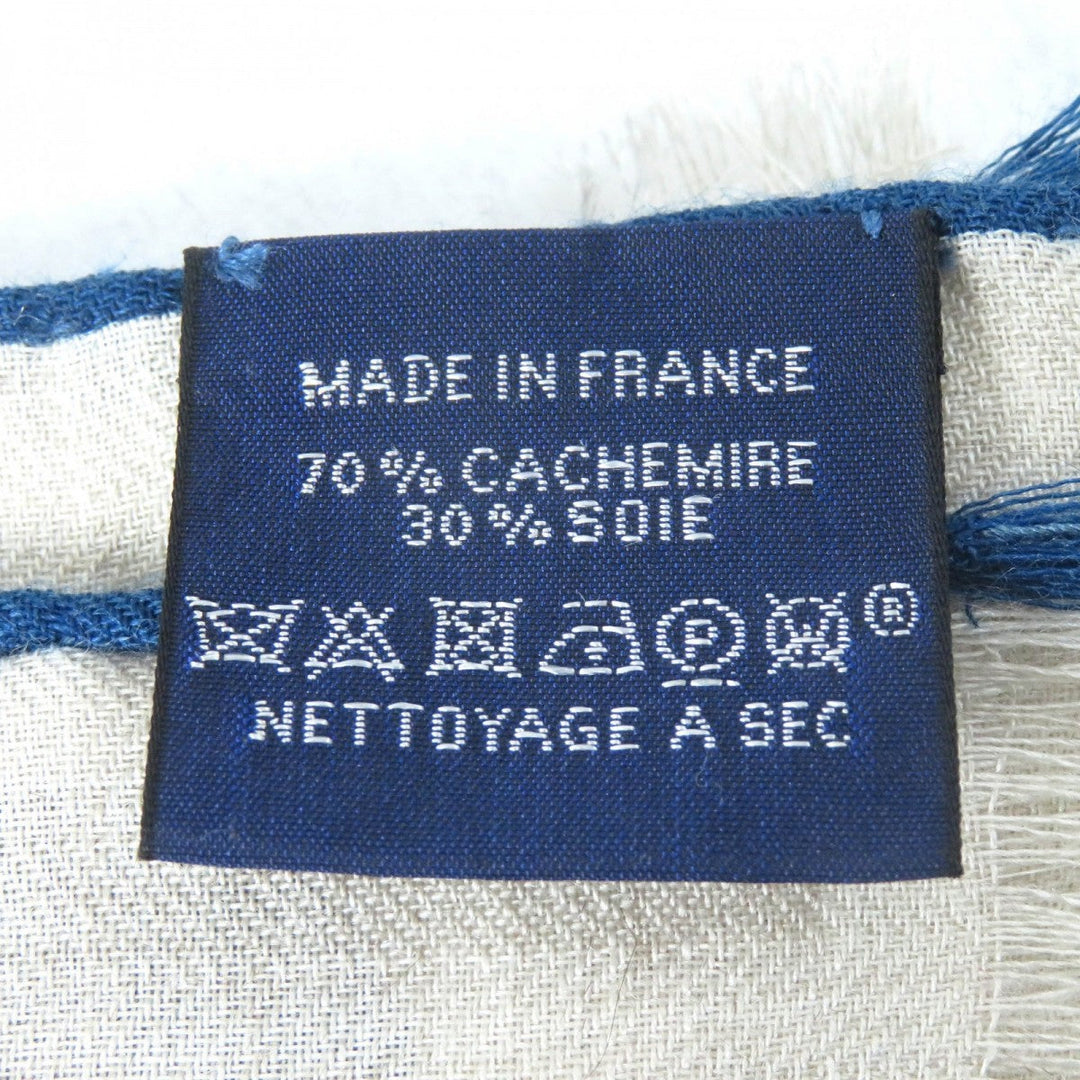 MADE IN FRANCE
70 % CACHEMIRE
30 % SOIE
P W ®
NETTOYAGE A SEC